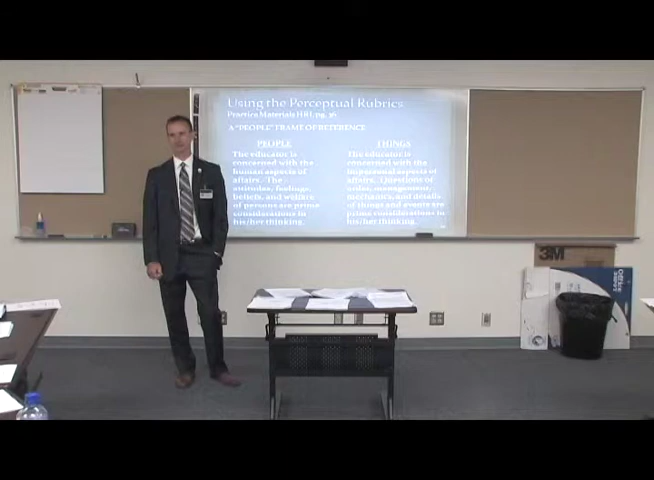 Using the Perceptual Rubrics
Practice Materials HB1, pg. 36
A "PEOPLE" FRAME OF REFERENCE
PEOPLE
The educator is
concerned with the
human aspects of
affairs. The
attitudes, feelings,
beliefs, and welfare
of persons are prime
considerations in
his/her thinking.
THINGS
The educator is
concerned with the
impersonal aspects of
affairs. Questions of
order, management,
mechanics, and details
of things and events are
prime considerations in
his/her thinking.
3M
Office